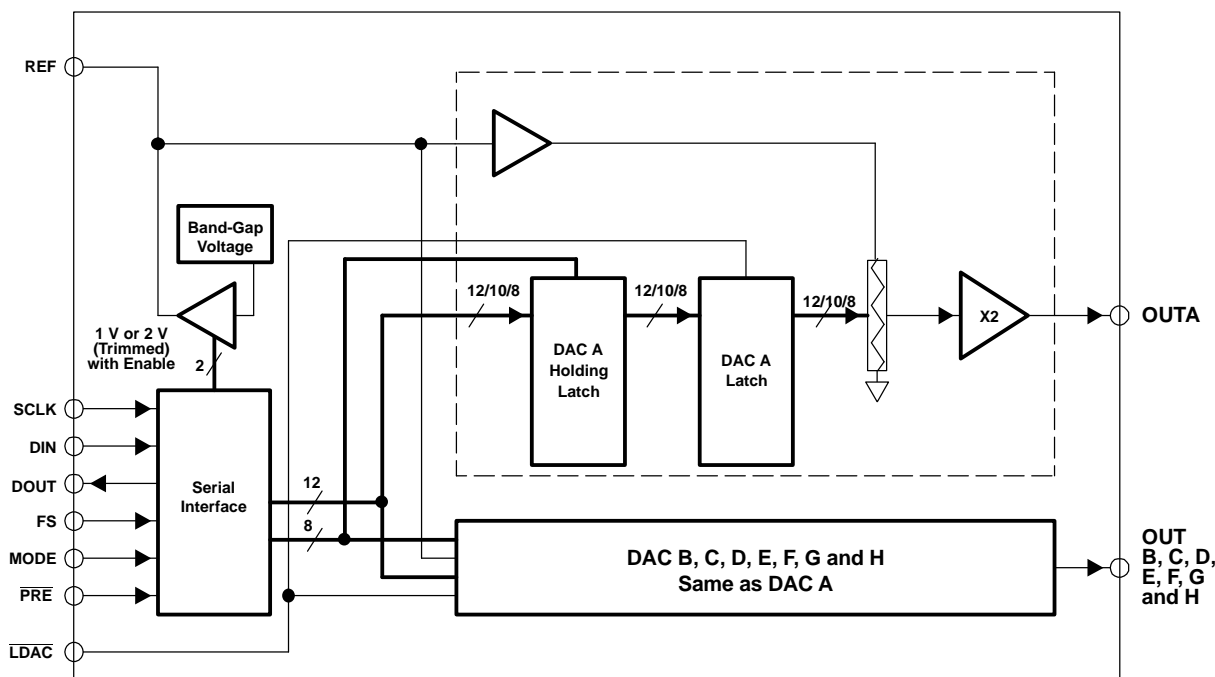 REF
Band-Gap
Voltage
1 V or 2 V
(Trimmed)
with Enable
2
12/10/8
12/10/8
12/10/8
DAC A
Holding
Latch
DAC A
Latch
X2
OUTA
SCLK
DIN
DOUT
FS
MODE
PRE
LDAC
Serial
Interface
12
8
DAC B, C, D, E, F, G and H
Same as DAC A
OUT
B, C, D,
E, F, G
and H